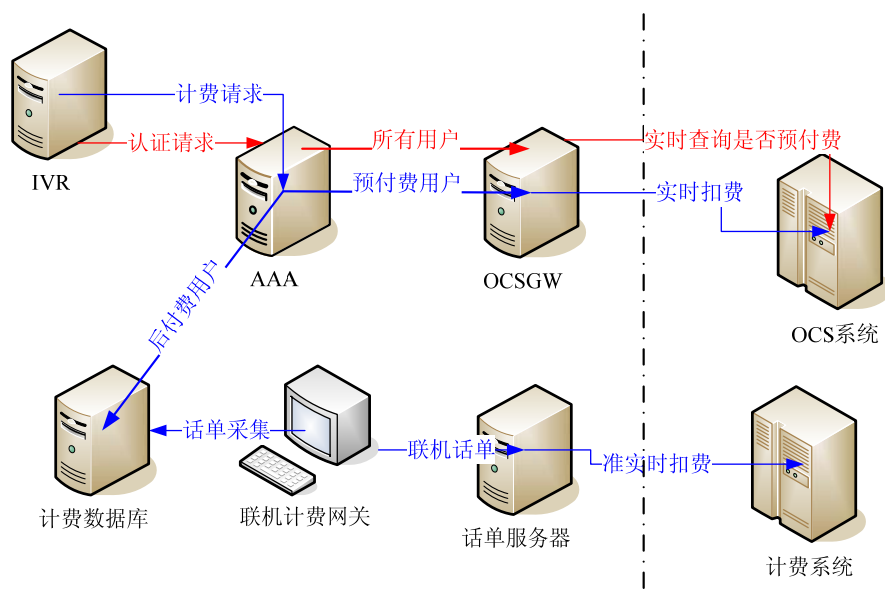 计费请求
认证请求
所有用户
实时查询是否预付费
IVR
预付费用户
实时扣费
AAA
OCSGW
后付费用户
OCS系统
话单采集
联机话单
准实时扣费
计费数据库
联机计费网关
话单服务器
计费系统